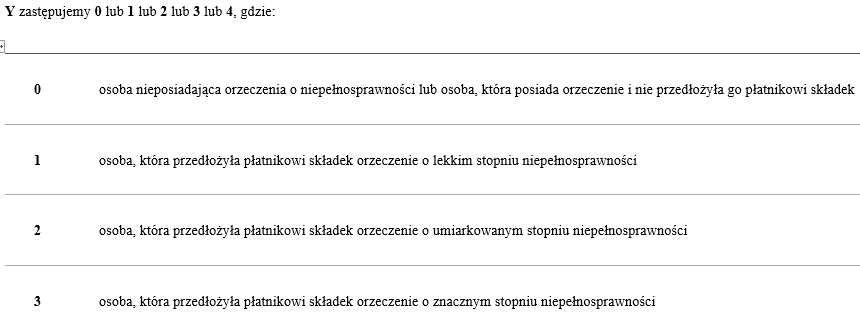 Y zastępujemy 0 lub 1 lub 2 lub 3 lub 4, gdzie:
0 osoba nieposiadająca orzeczenia o niepełnosprawności lub osoba, która posiada orzeczenie i nie przedłożyła go płatnikowi składek
1 osoba, która przedłożyła płatnikowi składek orzeczenie o lekkim stopniu niepełnosprawności
2 osoba, która przedłożyła płatnikowi składek orzeczenie o umiarkowanym stopniu niepełnosprawności
3 osoba, która przedłożyła płatnikowi składek orzeczenie o znacznym stopniu niepełnosprawności